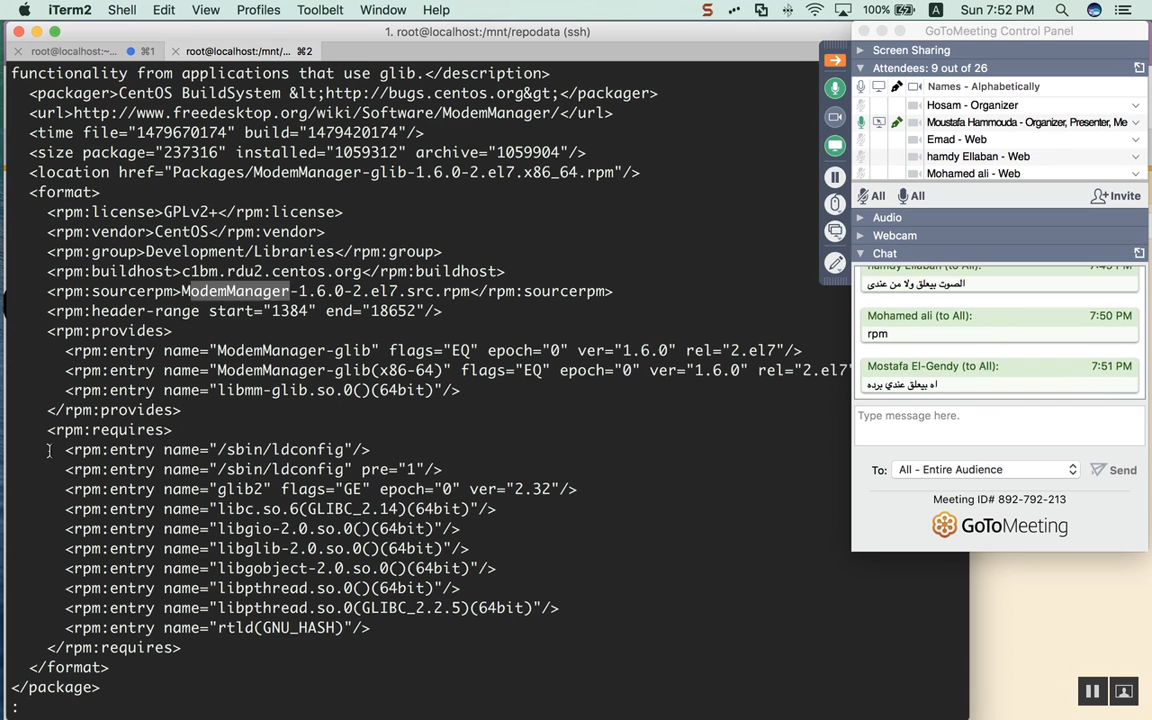 iTerm2 Shell Edit View Profiles Toolbelt Window Help 100% A Sun 7:52 PM
1. root@localhost:/mnt/repodata (ssh)
root@localhost:~... ⌘1 root@localhost:/mnt/... ⌘2
functionality from applications that use glib.</description>
<packager>CentOS BuildSystem &lt;http://bugs.centos.org&gt;</packager>
<url>http://www.freedesktop.org/wiki/Software/ModemManager/</url>
<time file="1479670174" build="1479420174"/>
<size package="237316" installed="1059312" archive="1059904"/>
<location href="Packages/ModemManager-glib-1.6.0-2.el7.x86_64.rpm"/>
<format>
<rpm:license>GPLv2+</rpm:license>
<rpm:vendor>CentOS</rpm:vendor>
<rpm:group>Development/Libraries</rpm:group>
<rpm:buildhost>c1bm.rdu2.centos.org</rpm:buildhost>
<rpm:sourcerpm>ModemManager-1.6.0-2.el7.src.rpm</rpm:sourcerpm>
<rpm:header-range start="1384" end="18652"/>
<rpm:provides>
<rpm:entry name="ModemManager-glib" flags="EQ" epoch="0" ver="1.6.0" rel="2.el7"/>
<rpm:entry name="ModemManager-glib(x86-64)" flags="EQ" epoch="0" ver="1.6.0" rel="2.el7"
<rpm:entry name="libmm-glib.so.0()(64bit)"/>
</rpm:provides>
<rpm:requires>
<rpm:entry name="/sbin/ldconfig"/>
<rpm:entry name="/sbin/ldconfig" pre="1"/>
<rpm:entry name="glib2" flags="GE" epoch="0" ver="2.32"/>
<rpm:entry name="libc.so.6(GLIBC_2.14)(64bit)"/>
<rpm:entry name="libgio-2.0.so.0()(64bit)"/>
<rpm:entry name="libglib-2.0.so.0()(64bit)"/>
<rpm:entry name="libgobject-2.0.so.0()(64bit)"/>
<rpm:entry name="libpthread.so.0()(64bit)"/>
<rpm:entry name="libpthread.so.0(GLIBC_2.2.5)(64bit)"/>
<rpm:entry name="rtld(GNU_HASH)"/>
</rpm:requires>
</format>
</package>
:
GoToMeeting Control Panel
Screen Sharing
Attendees: 9 out of 26
Names - Alphabetically
Hosam - Organizer
Moustafa Hammouda - Organizer, Presenter, Me
Emad - Web
hamdy Ellaban - Web
Mohamed ali - Web
All All Invite
Audio
Webcam
Chat
الصوت بيعلق ولا من عندى
Mohamed ali (to All): 7:50 PM
rpm
Mostafa El-Gendy (to All): 7:51 PM
اه بيعلق عندي برده
Type message here.
To: All - Entire Audience Send
Meeting ID# 892-792-213
GoToMeeting